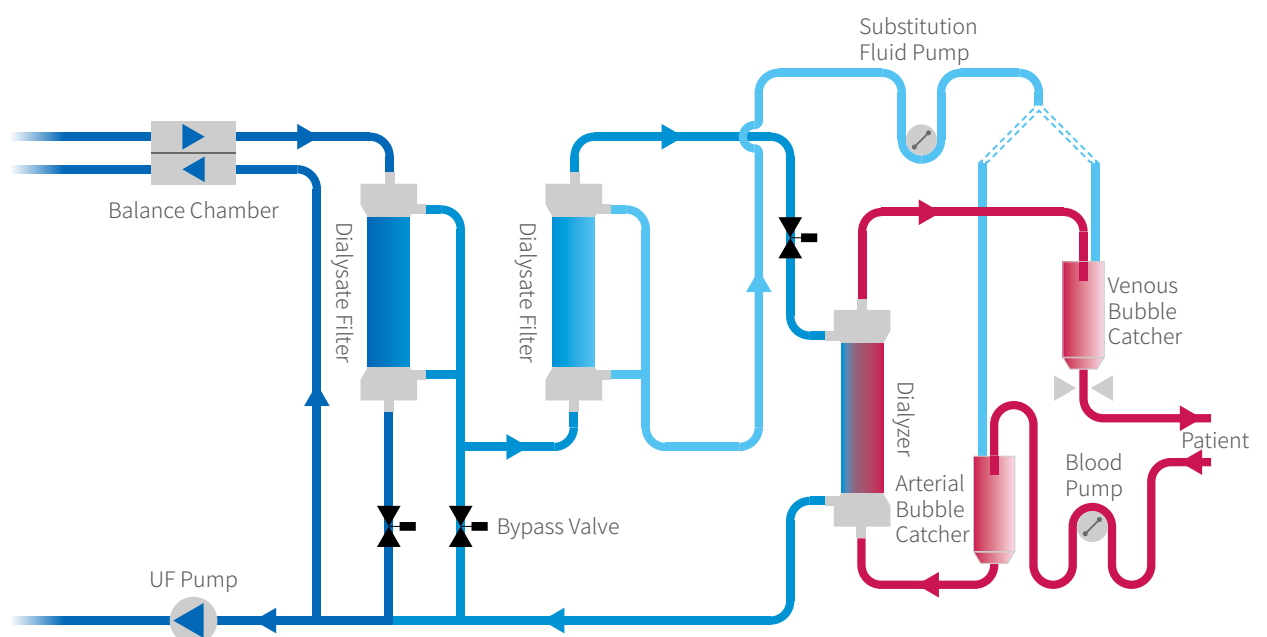 Substitution
Fluid Pump
Balance Chamber
Dialysate Filter
Dialysate Filter
Venous
Bubble
Catcher
Dialyzer
Patient
Blood
Pump
Arterial
Bubble
Catcher
Bypass Valve
UF Pump